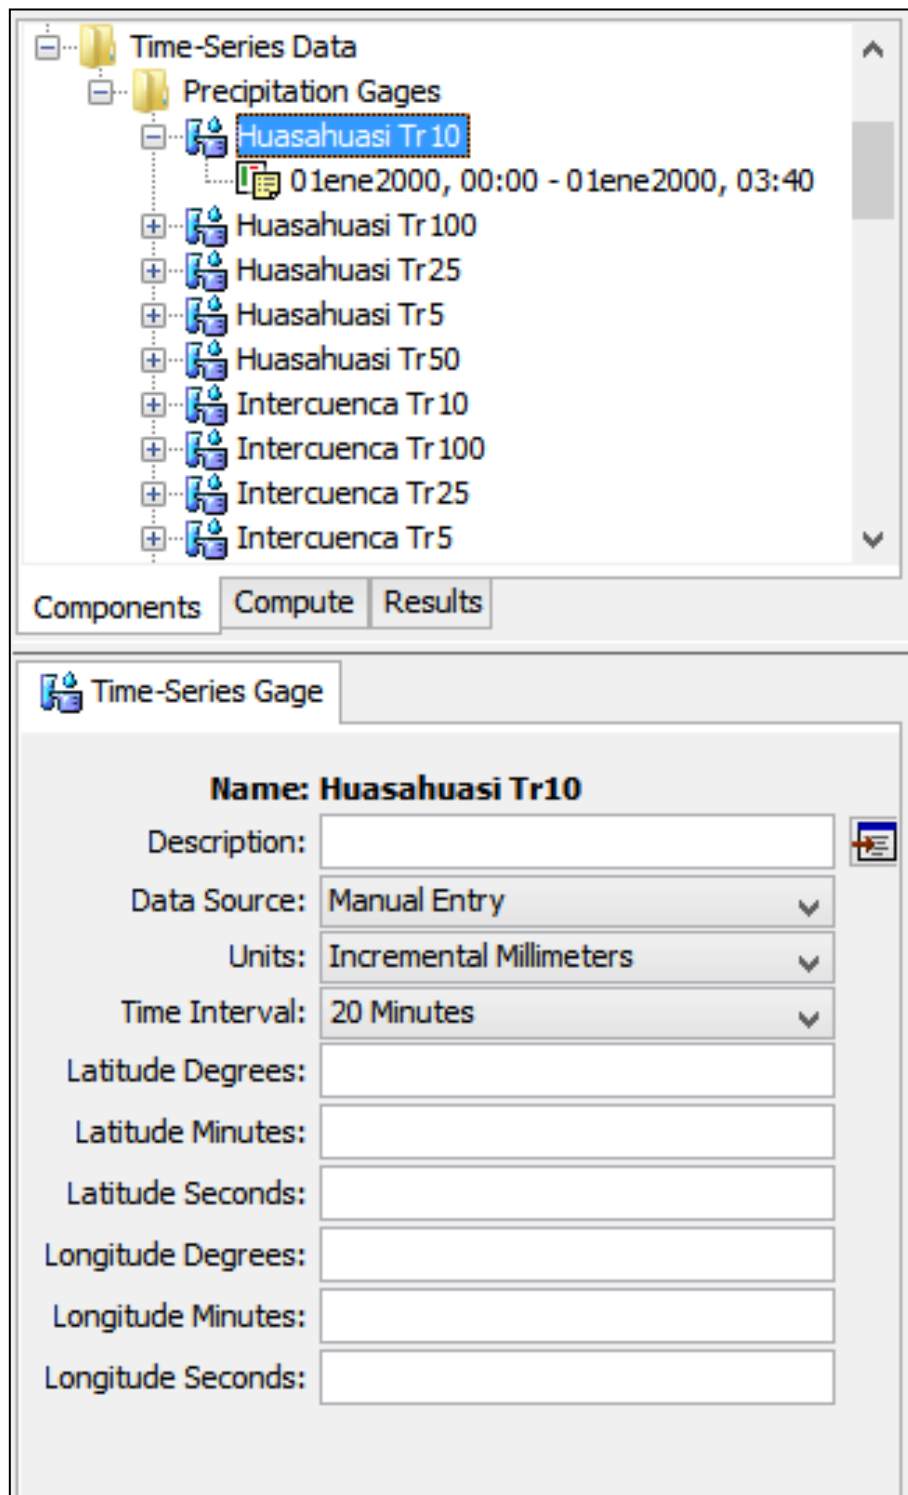 Time-Series Data
Precipitation Gages
Huasahuasi Tr10
01ene2000, 00:00 - 01ene2000, 03:40
Huasahuasi Tr100
Huasahuasi Tr25
Huasahuasi Tr5
Huasahuasi Tr50
Intercuenca Tr10
Intercuenca Tr100
Intercuenca Tr25
Intercuenca Tr5
Components Compute Results
Time-Series Gage
Name: Huasahuasi Tr10
Description:
Data Source: Manual Entry
Units: Incremental Millimeters
Time Interval: 20 Minutes
Latitude Degrees:
Latitude Minutes:
Latitude Seconds:
Longitude Degrees:
Longitude Minutes:
Longitude Seconds: